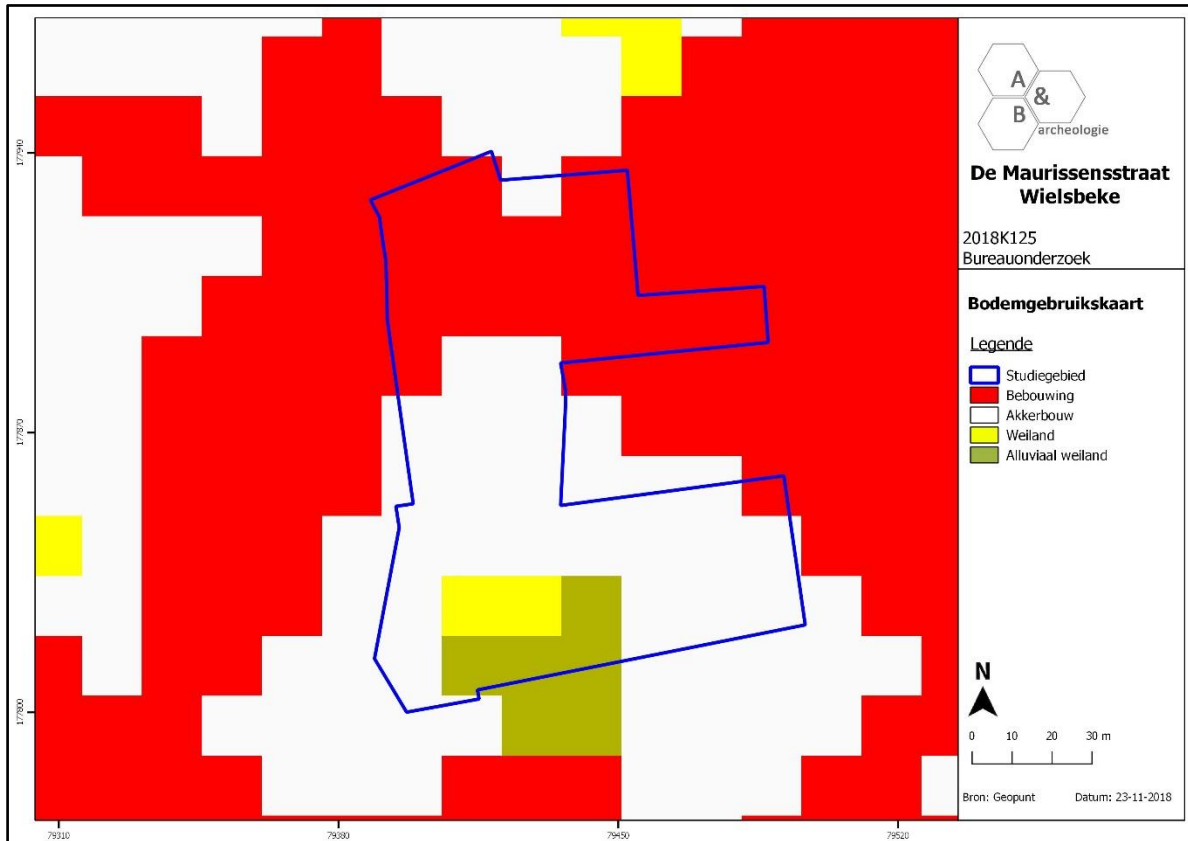 A
&
B
archeologie
De Maurissensstraat
Wielsbeke
2018K125
Bureauonderzoek
Bodemgebruikskaart
Legende
Studiegebied
Bebouwing
Akkerbouw
Weiland
Alluviaal weiland
N
0 10 20 30 m
Bron: Geopunt Datum: 23-11-2018
177940
177870
177800
79310 79380 79450 79520